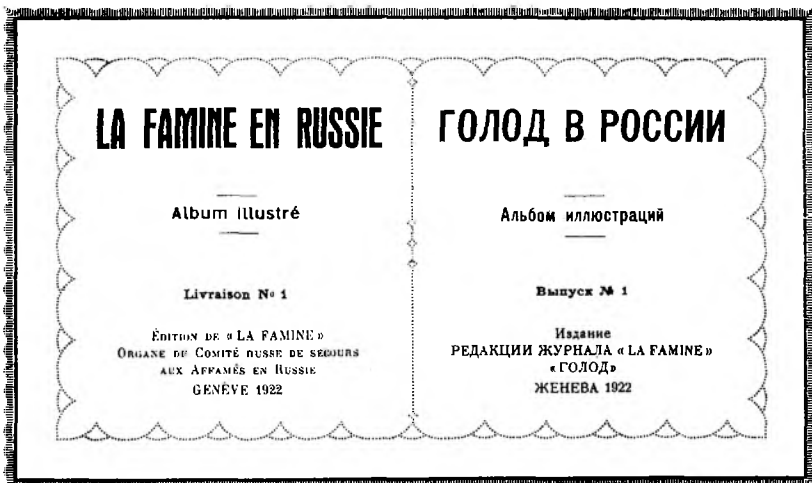 LA FAMINE EN RUSSIE
Album illustré
Livraison № 1
ÉDITION DE « LA FAMINE »
ORGANE DU COMITÉ RUSSE DE SECOURS
AUX AFFAMÉS EN RUSSIE
GENÈVE 1922
ГОЛОД В РОССИИ
Альбом иллюстраций
Выпуск № 1
Издание
РЕДАКЦИИ ЖУРНАЛА « LA FAMINE »
« ГОЛОД»
ЖЕНЕВА 1922